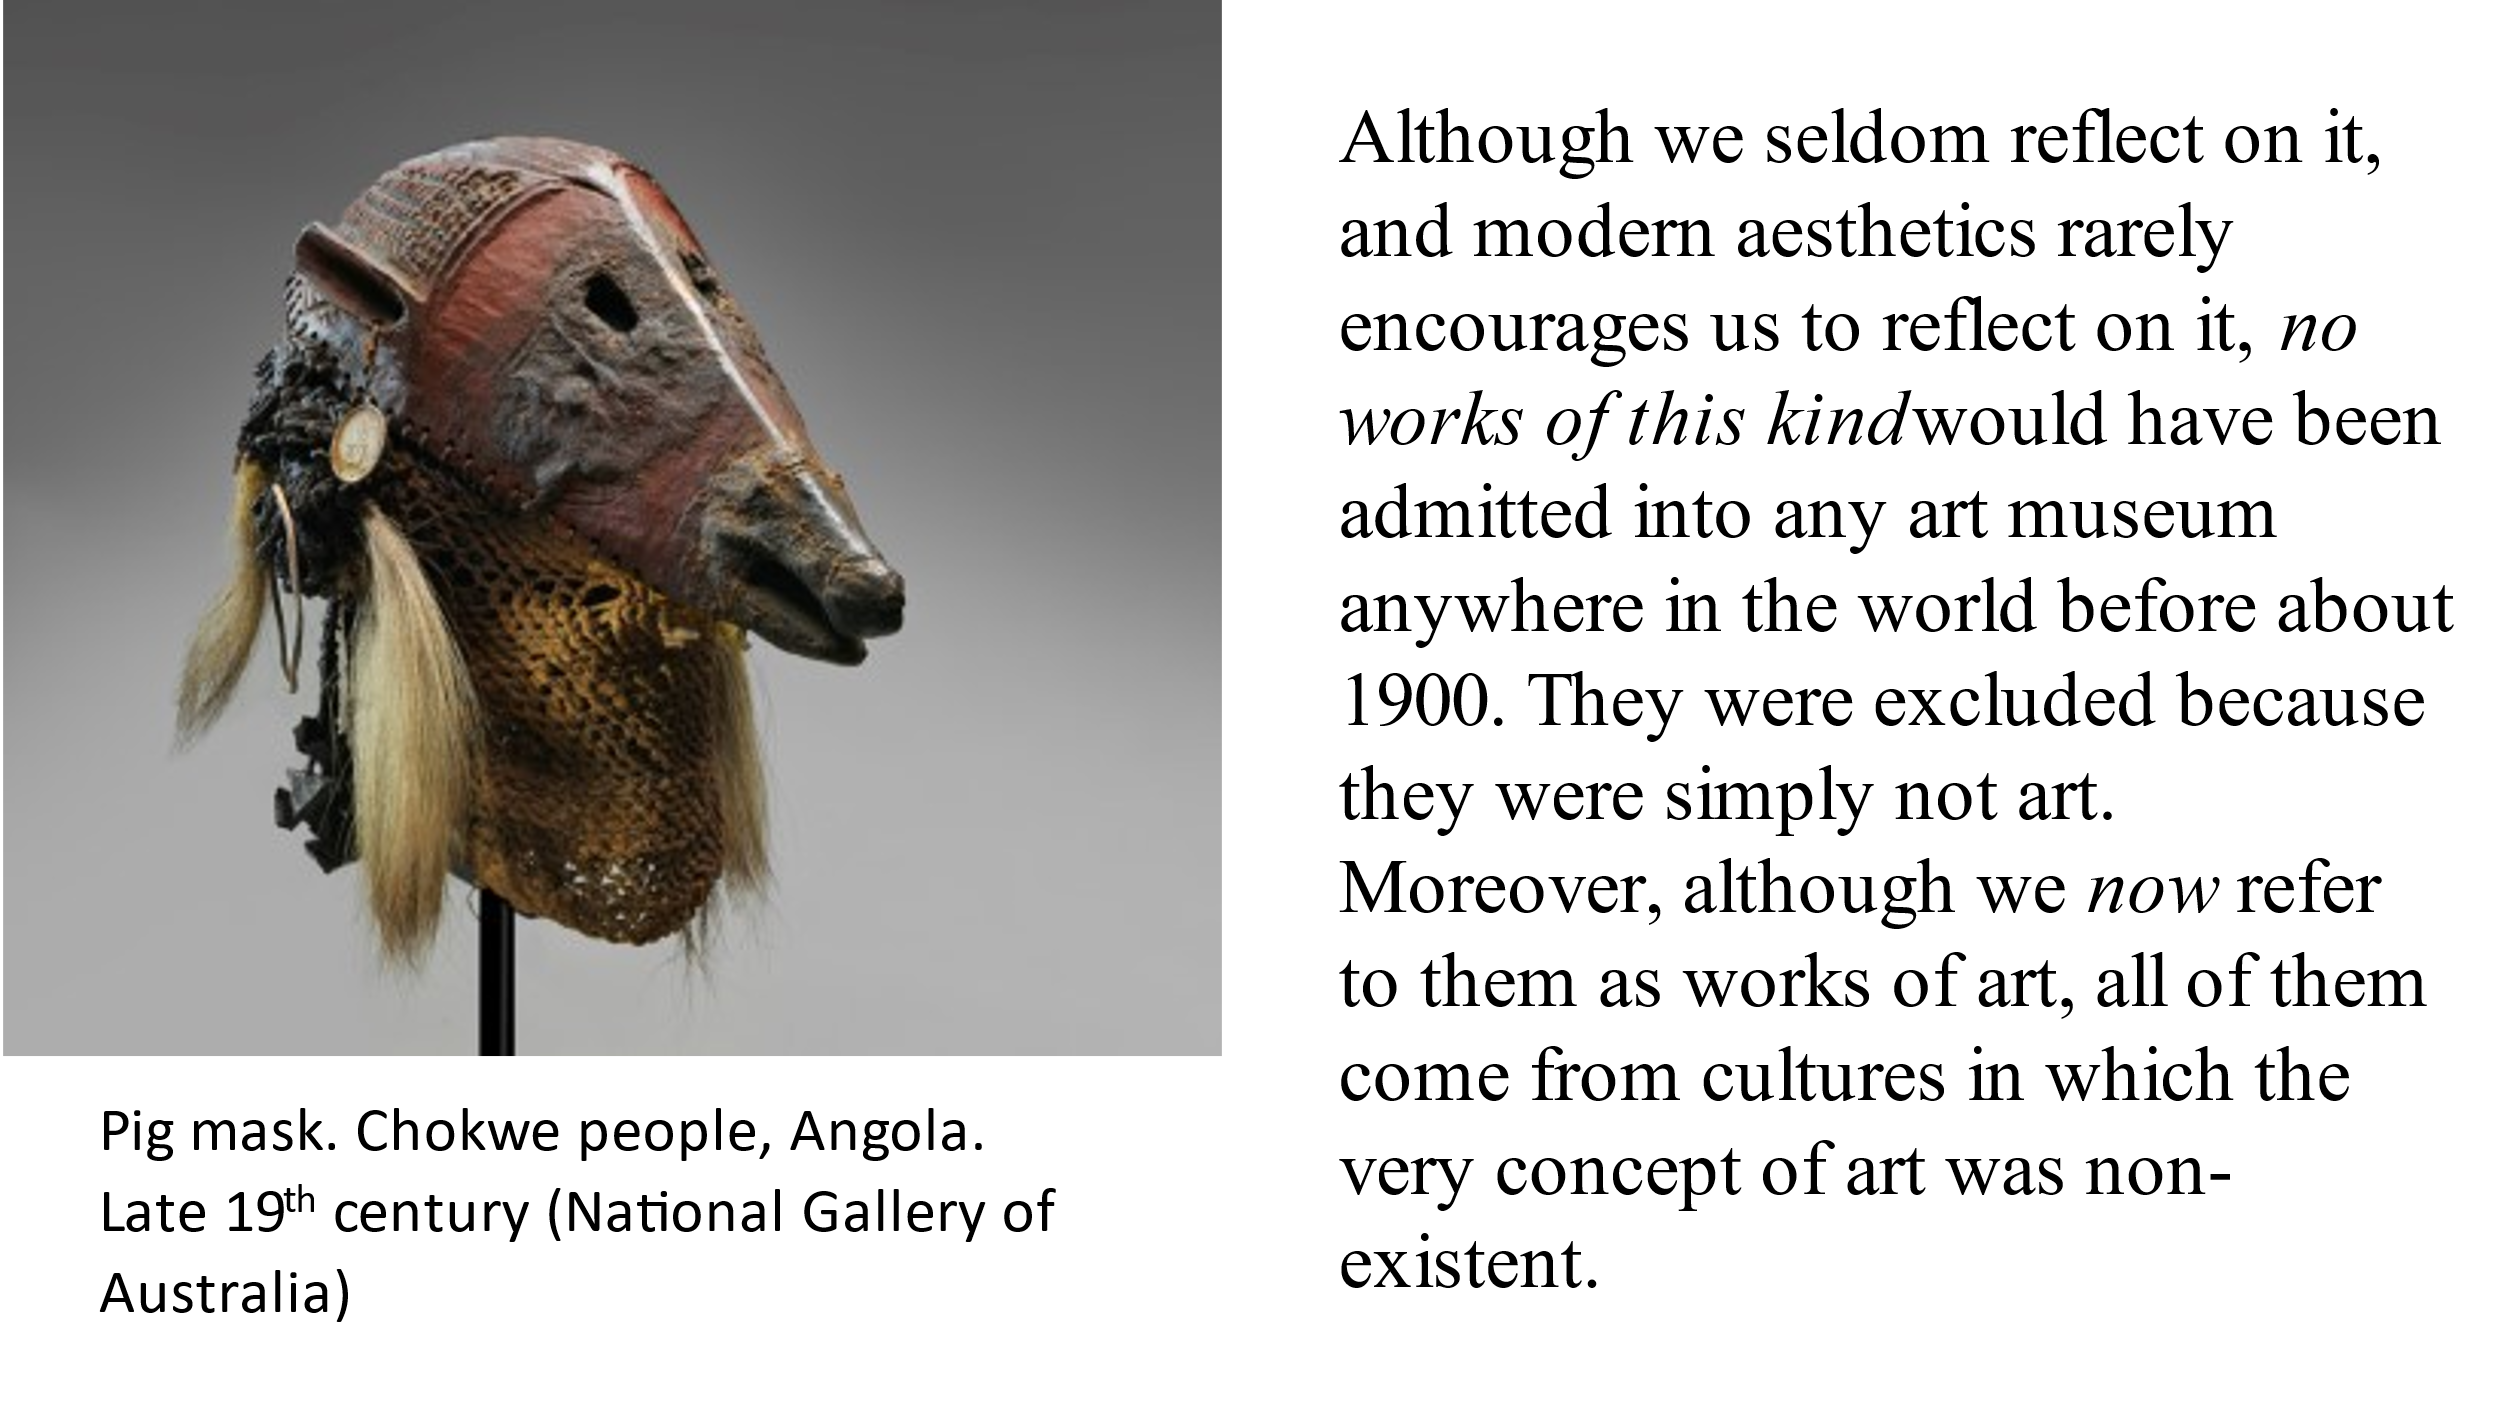 Although we seldom reflect on it,
and modern aesthetics rarely
encourages us to reflect on it, no
works of this kindwould have been
admitted into any art museum
anywhere in the world before about
1900. They were excluded because
they were simply not art.
Moreover, although we now refer
to them as works of art, all of them
come from cultures in which the
very concept of art was non-
existent.
Pig mask. Chokwe people, Angola.
Late 19th century (National Gallery of
Australia)